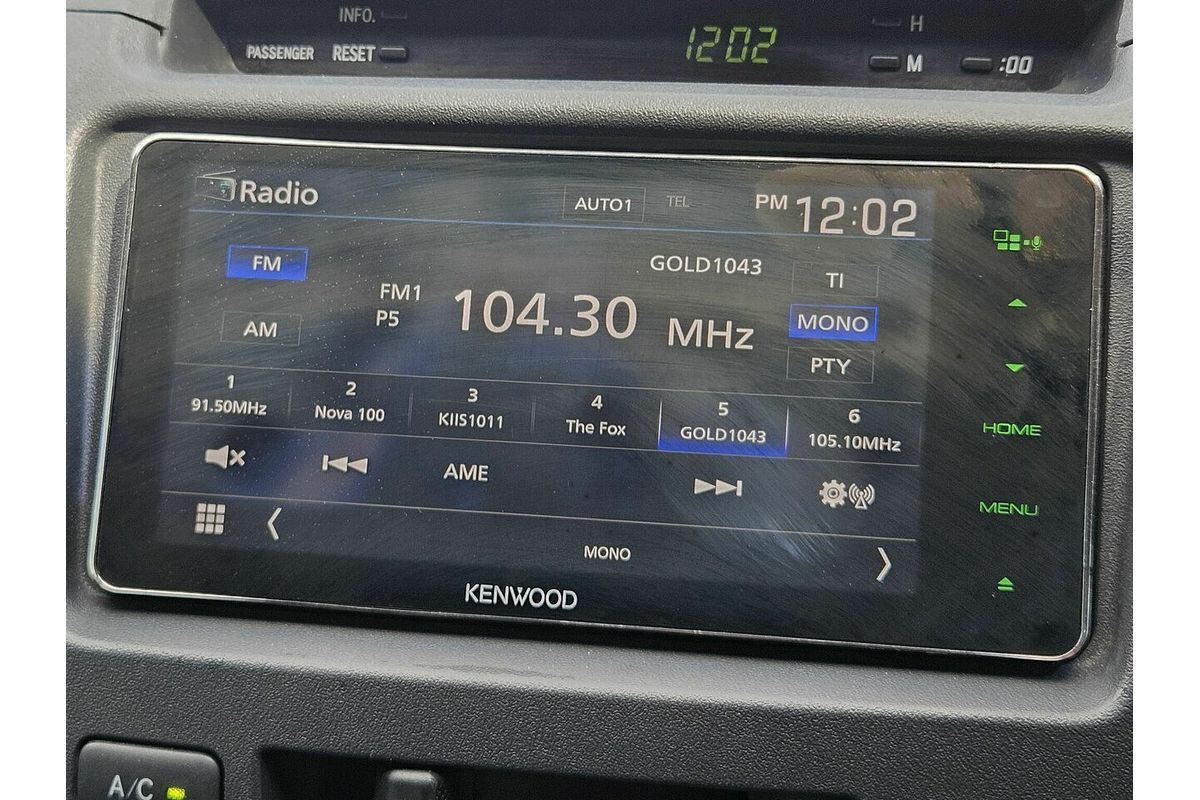 INFO.
H
PASSENGER RESET 1202 M :00
Radio AUTO1 TEL PM 12:02
FM GOLD1043 TI
FM1 104.30 MHz MONO
P5
AM PTY
1 2 3 4 5 6
91.50MHz Nova 100 KIIS1011 The Fox GOLD1043 105.10MHz
AME
MONO
HOME
MENU
KENWOOD
A/C